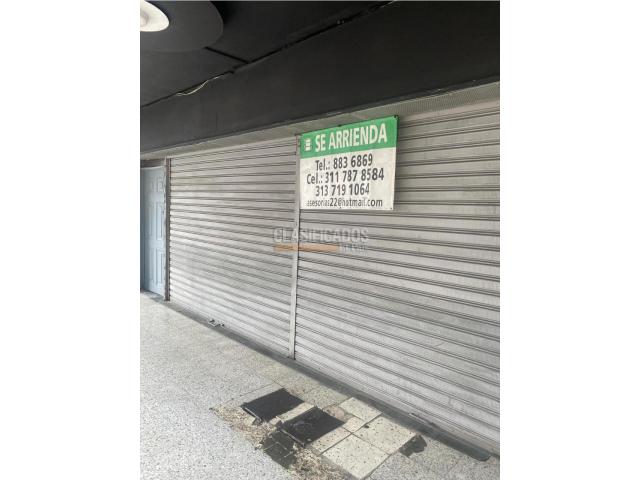 SE ARRIENDA
Tel.: 883 6869
Cel.: 311 787 8584
313 719 1064
asesorias22@hotmail.com
CLASIFICADOS